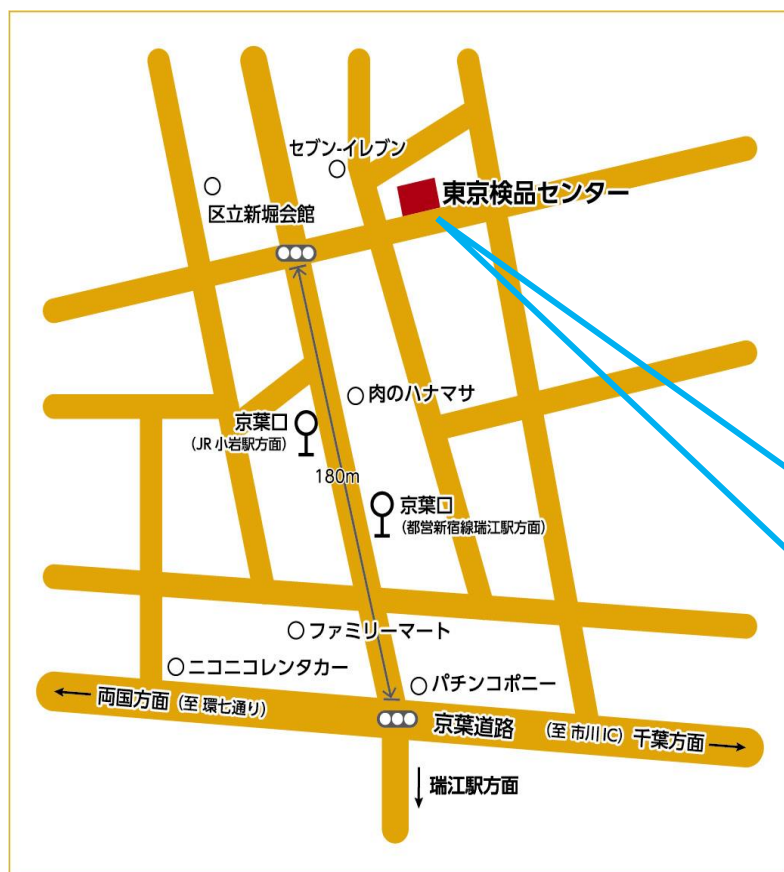 セブン-イレブン
東京検品センター
区立新堀会館
肉のハナマサ
京葉口
(JR 小岩駅方面)
180m
京葉口
(都営新宿線瑞江駅方面)
ファミリーマート
ニコニコレンタカー
パチンコポニー
両国方面 (至 環七通り)
京葉道路
(至 市川 IC) 千葉方面
瑞江駅方面